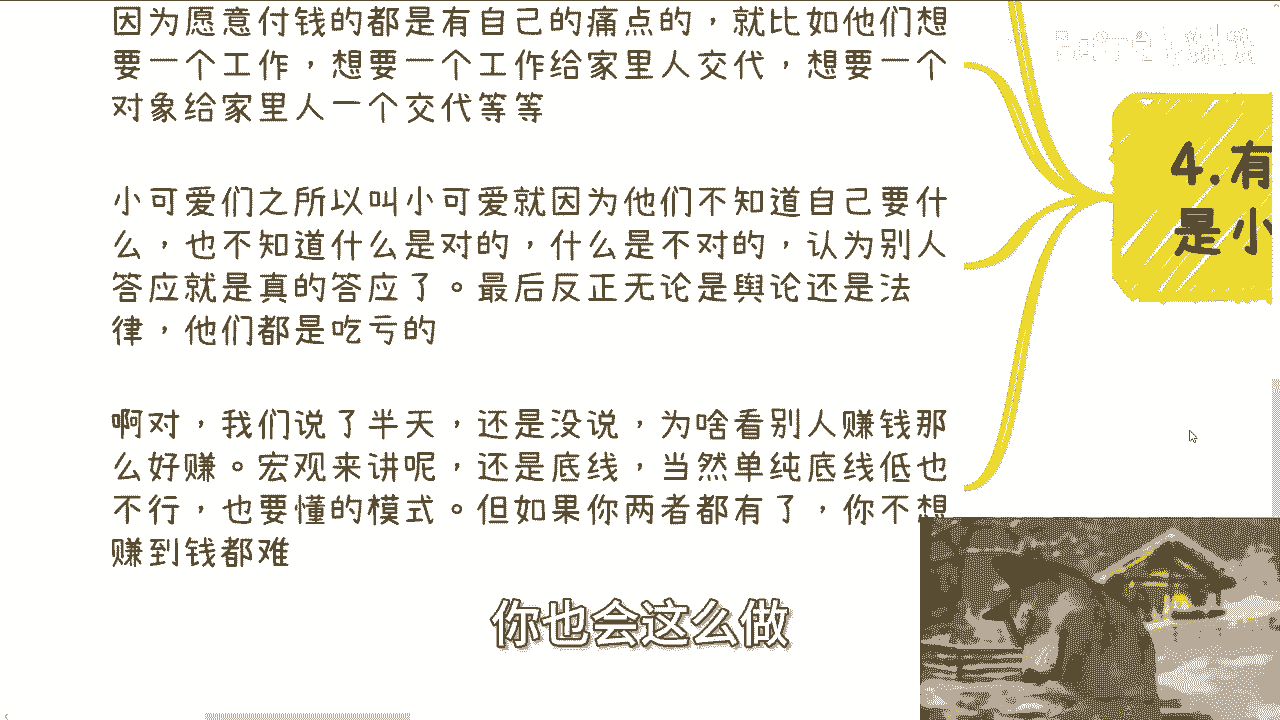 因为愿意付钱的都是有自己的痛点的，就比如他们想
要一个工作，想要一个工作给家里人交代，想要一个
对象给家里人一个交代等等
小可爱们之所以叫小可爱就因为他们不知道自己要什
么，也不知道什么是对的，什么是不对的，认为别人
答应就是真的答应了。最后反正无论是舆论还是法
律，他们都是吃亏的
啊对，我们说了半天，还是没说，为啥看别人赚钱那
么好赚。宏观来讲呢，还是底线，当然单纯底线低也
不行，也要懂的模式。但如果你两者都有了，你不想
赚到钱都难
4.有
是小
你也会这么做